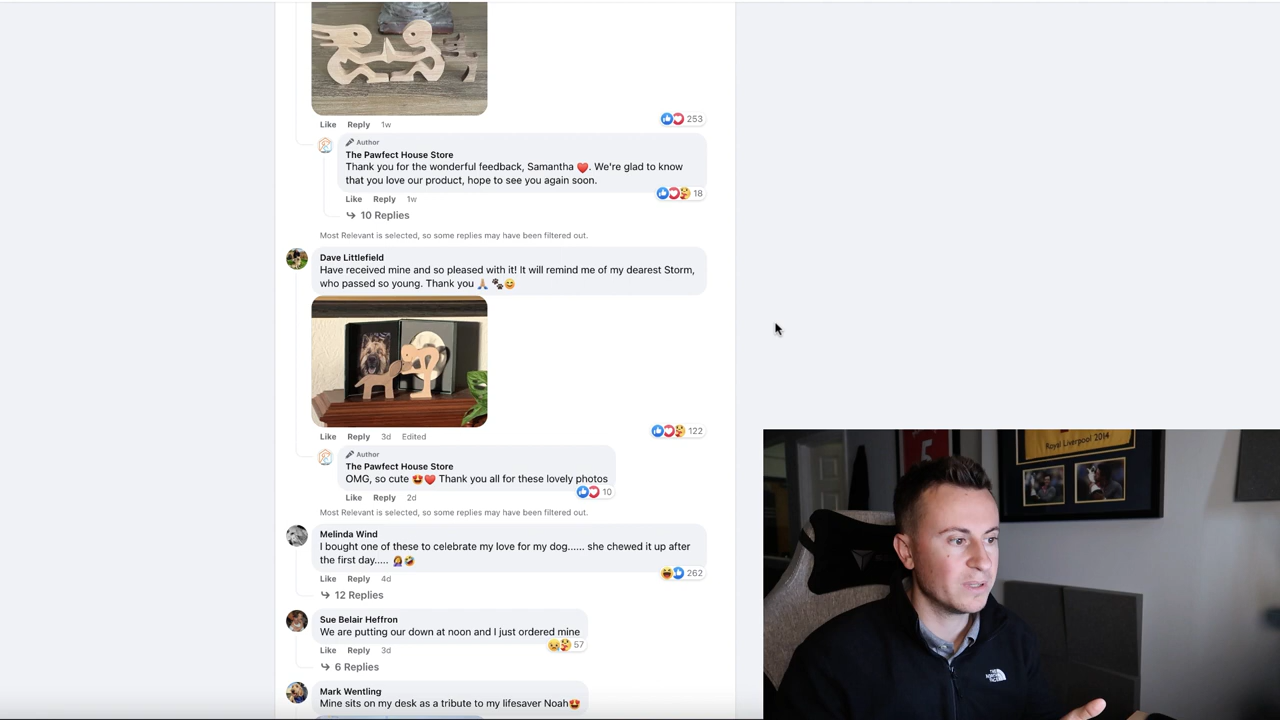 Like Reply 1w 253
Author
The Pawfect House Store
Thank you for the wonderful feedback, Samantha ❤️. We're glad to know
that you love our product, hope to see you again soon.
18
Like Reply 1w
10 Replies
Most Relevant is selected, so some replies may have been filtered out.
Dave Littlefield
Have received mine and so pleased with it! It will remind me of my dearest Storm,
who passed so young. Thank you 🙏 🐾😊
Like Reply 3d Edited 122
Author
The Pawfect House Store
OMG, so cute 😍❤️ Thank you all for these lovely photos
10
Like Reply 2d
Most Relevant is selected, so some replies may have been filtered out.
Melinda Wind
I bought one of these to celebrate my love for my dog...... she chewed it up after
the first day..... 🤦‍♀️🤣
262
Like Reply 4d
12 Replies
Sue Belair Heffron
We are putting our down at noon and I just ordered mine
57
Like Reply 3d
6 Replies
Mark Wentling
Mine sits on my desk as a tribute to my lifesaver Noah😍
Royal Liverpool 2014
5
THE NORTH FACE